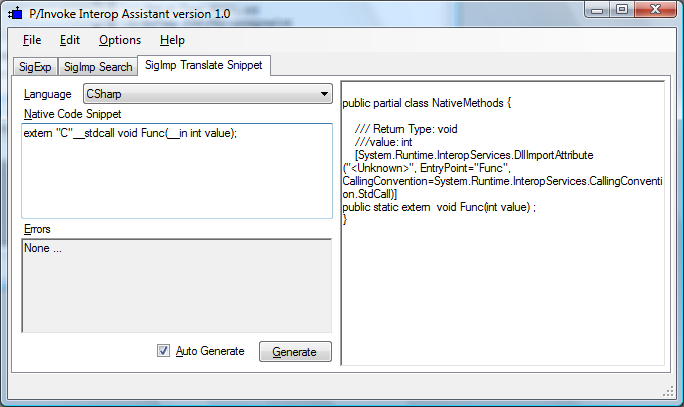 P/Invoke Interop Assistant version 1.0
File Edit Options Help
SigExp SigImp Search SigImp Translate Snippet
Language CSharp
Native Code Snippet
extern "C"__stdcall void Func(__in int value);
Errors
None ...
Auto Generate Generate
public partial class NativeMethods {
/// Return Type: void
///value: int
[System.Runtime.InteropServices.DllImportAttribute
("<Unknown>", EntryPoint="Func",
CallingConvention=System.Runtime.InteropServices.CallingConventi
on.StdCall)]
public static extern  void Func(int value) ;
}